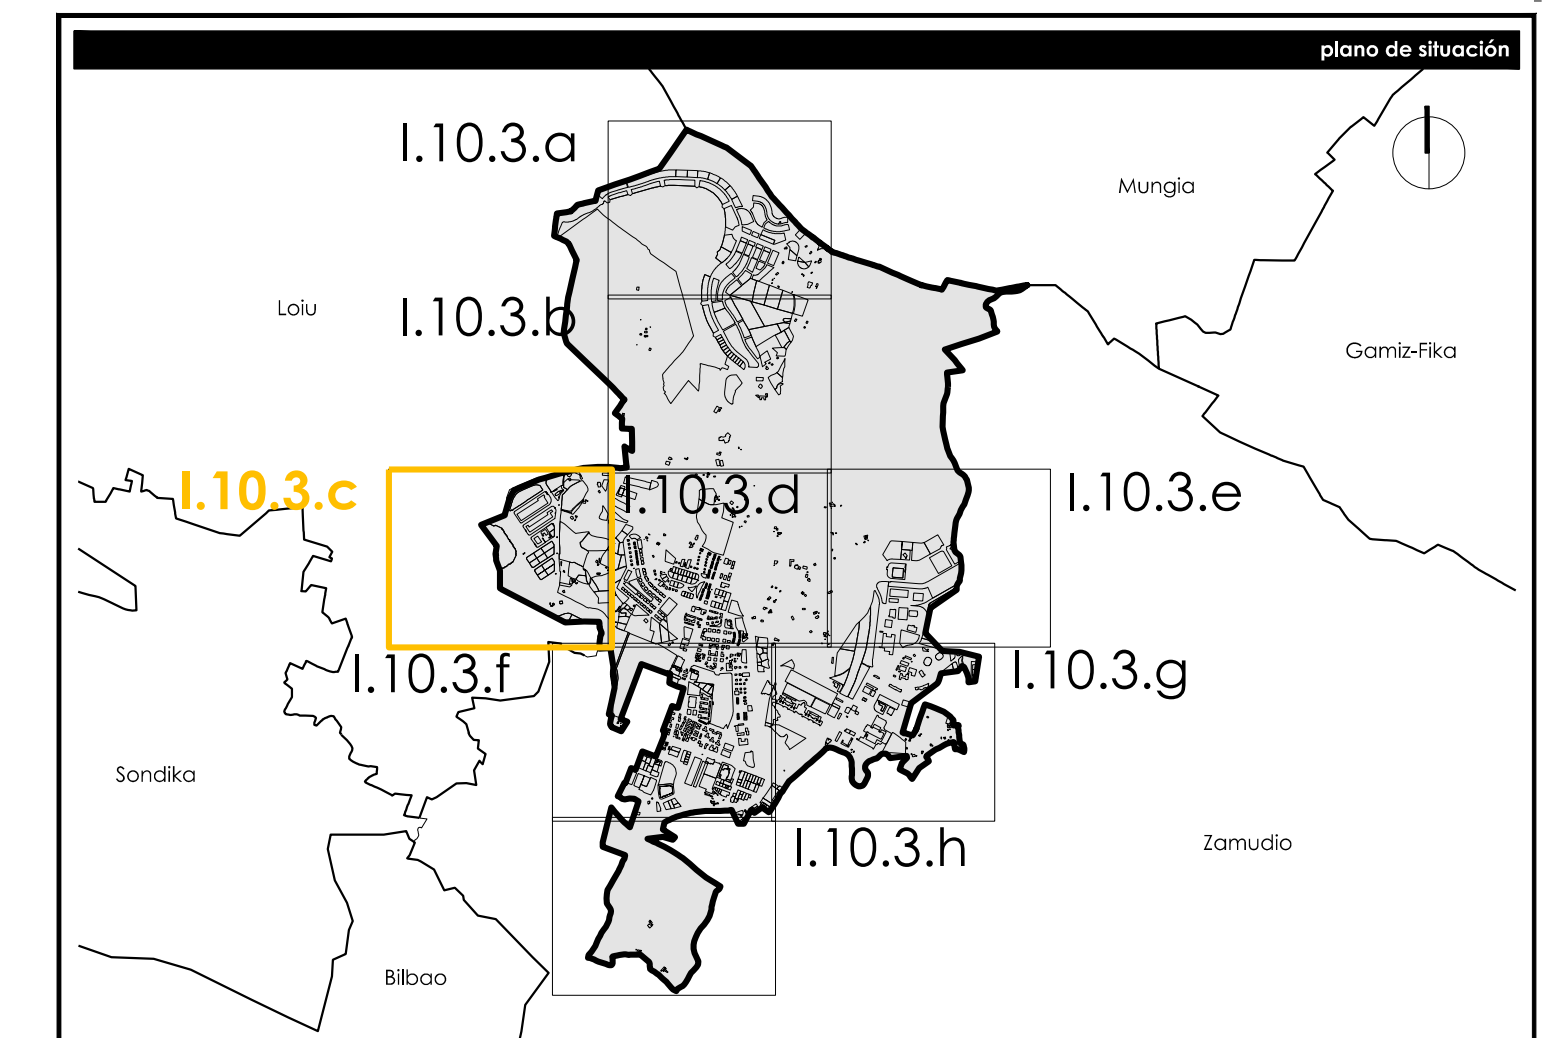 plano de situación
I.10.3.a
Mungia
Loiu
I.10.3.b
Gamiz-Fika
I.10.3.c
I.10.3.d
I.10.3.e
I.10.3.f
I.10.3.g
Sondika
I.10.3.h
Zamudio
Bilbao